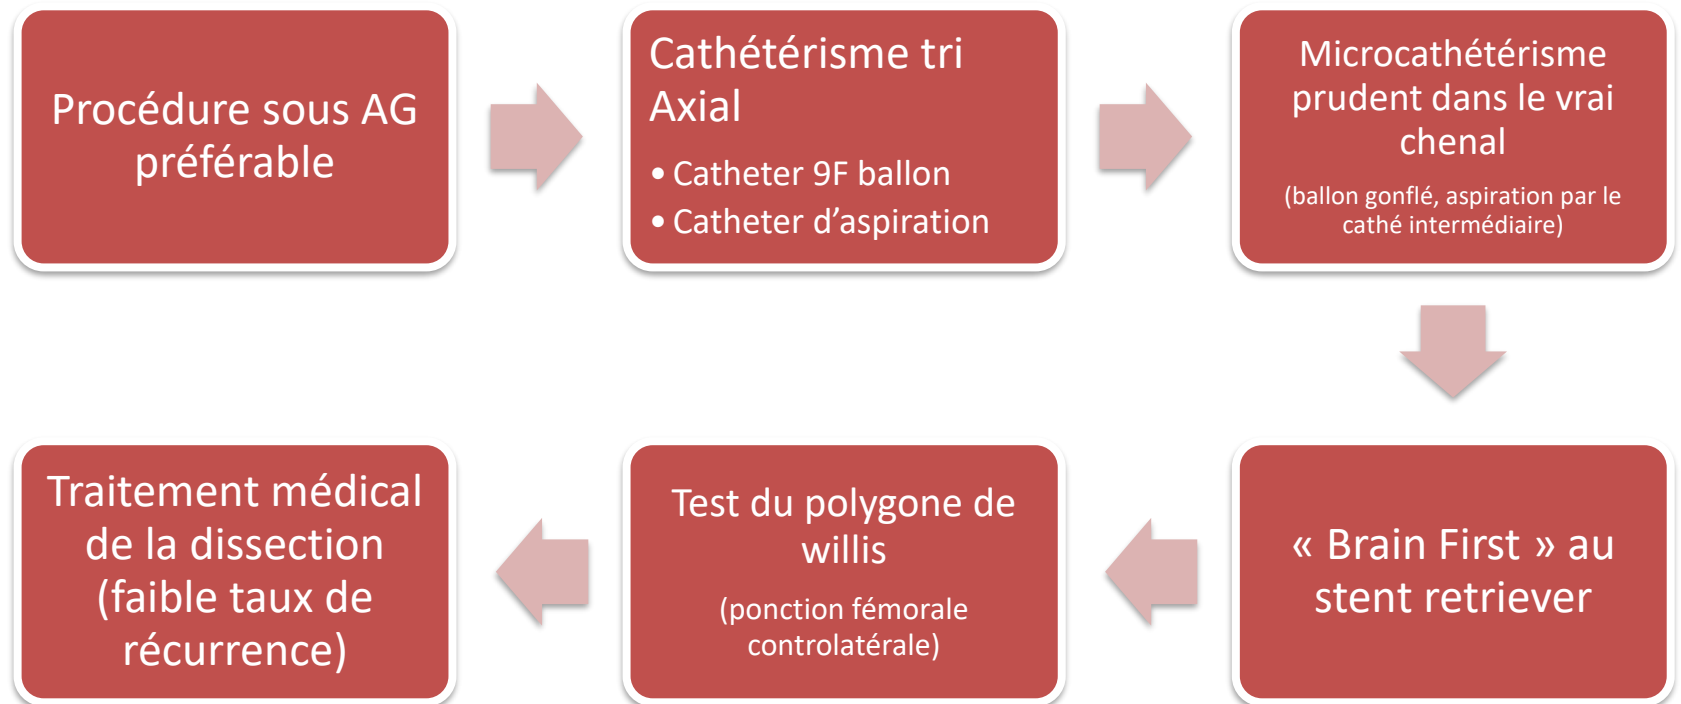 Procédure sous AG
préférable
Cathétérisme tri
Axial
• Catheter 9F ballon
• Catheter d’aspiration
Microcathétérisme
prudent dans le vrai
chenal
(ballon gonflé, aspiration par le
cathé intermédiaire)
« Brain First » au
stent retriever
Test du polygone de
willis
(ponction fémorale
controlatérale)
Traitement médical
de la dissection
(faible taux de
récurrence)